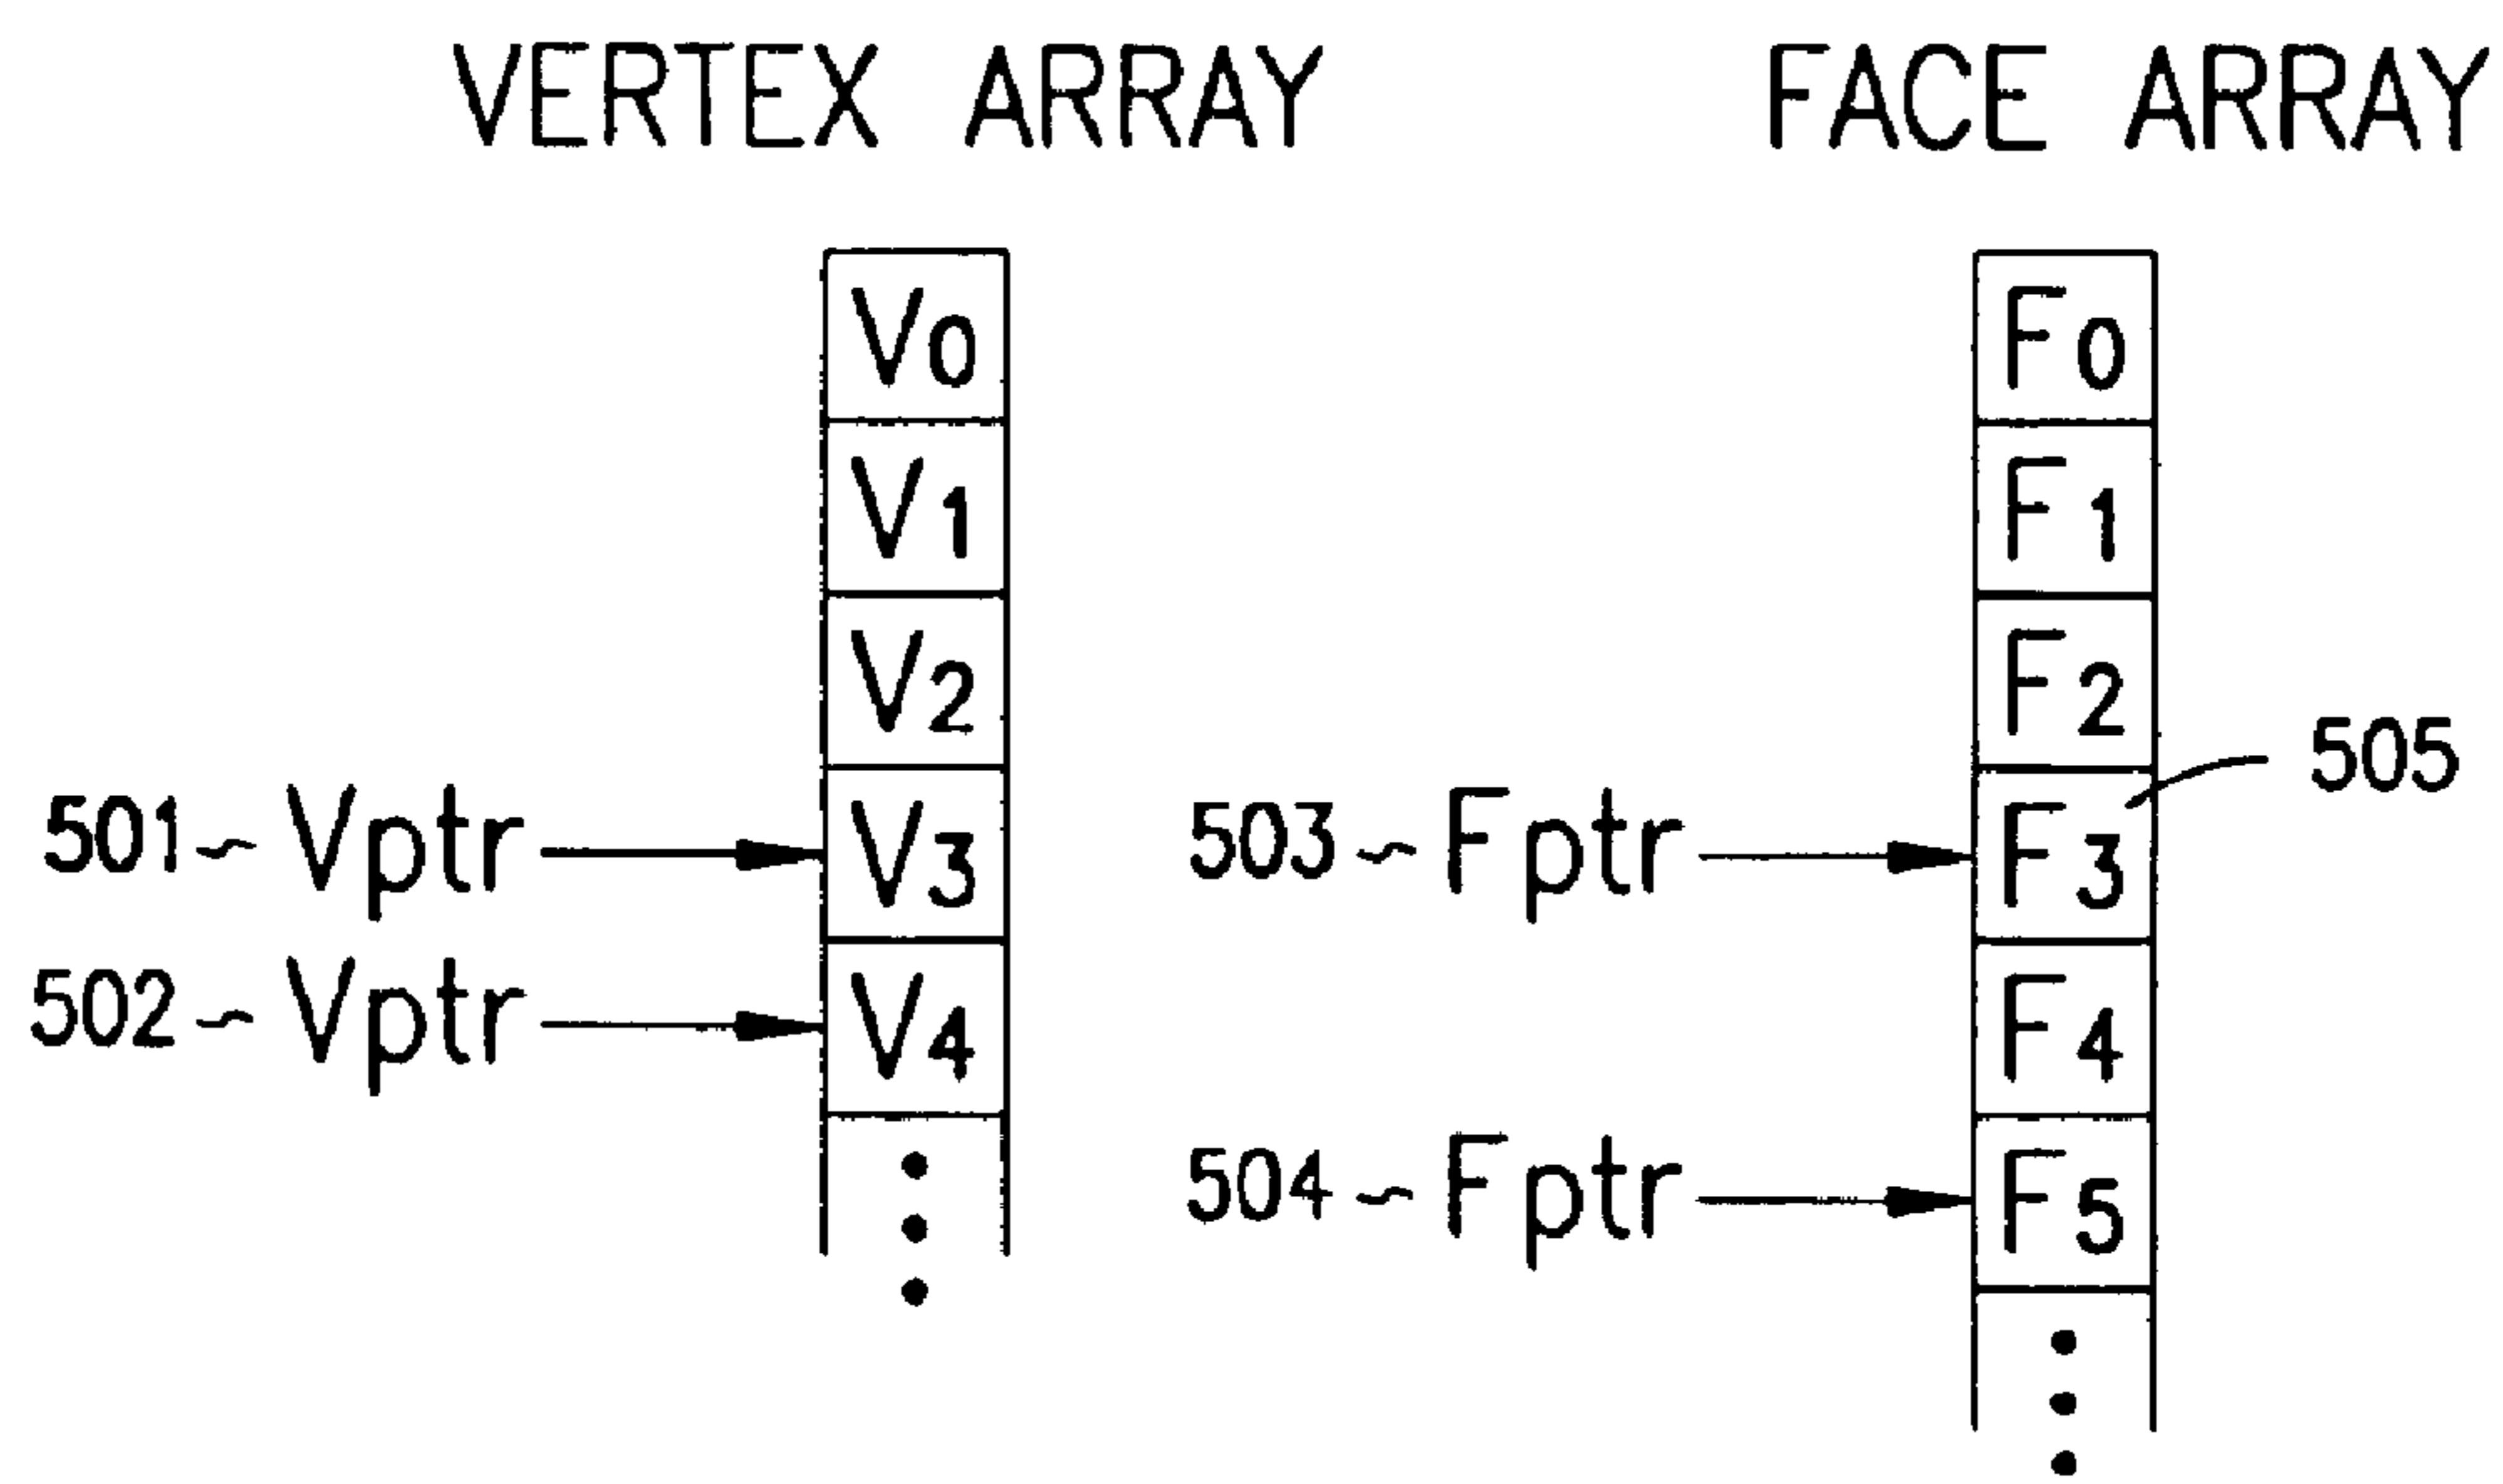 VERTEX ARRAY
V0
V1
V2
501~Vptr V3
502~Vptr V4
FACE ARRAY
F0
F1
F2
505
503~Fptr F3
F4
504~Fptr F5